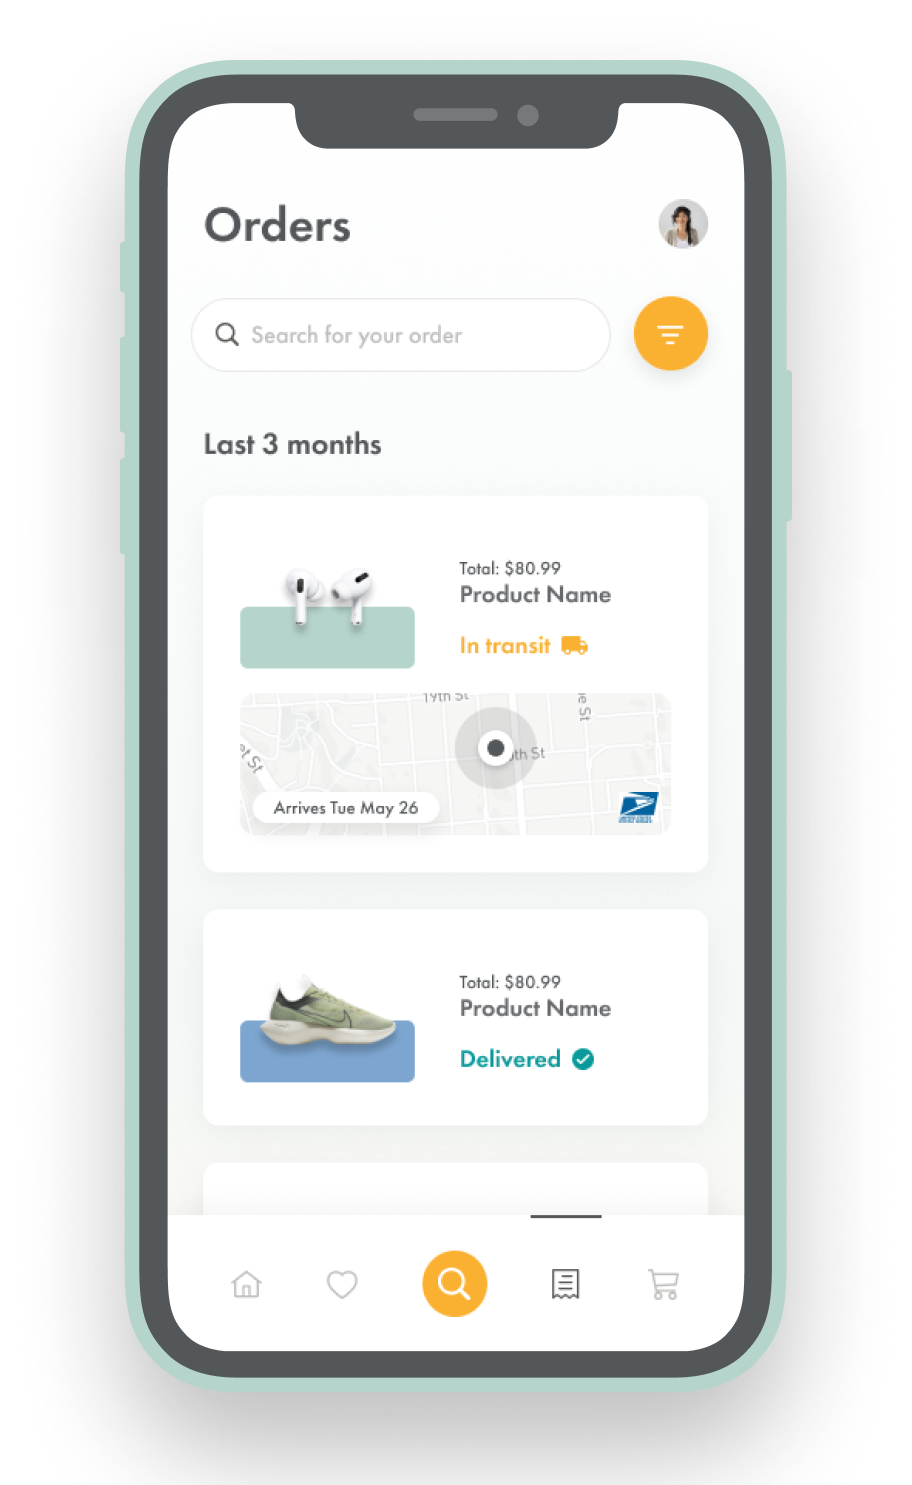 Orders
Search for your order
Last 3 months
Total: $80.99
Product Name
In transit
19th St
St
St
th St
Arrives Tue May 26
Total: $80.99
Product Name
Delivered